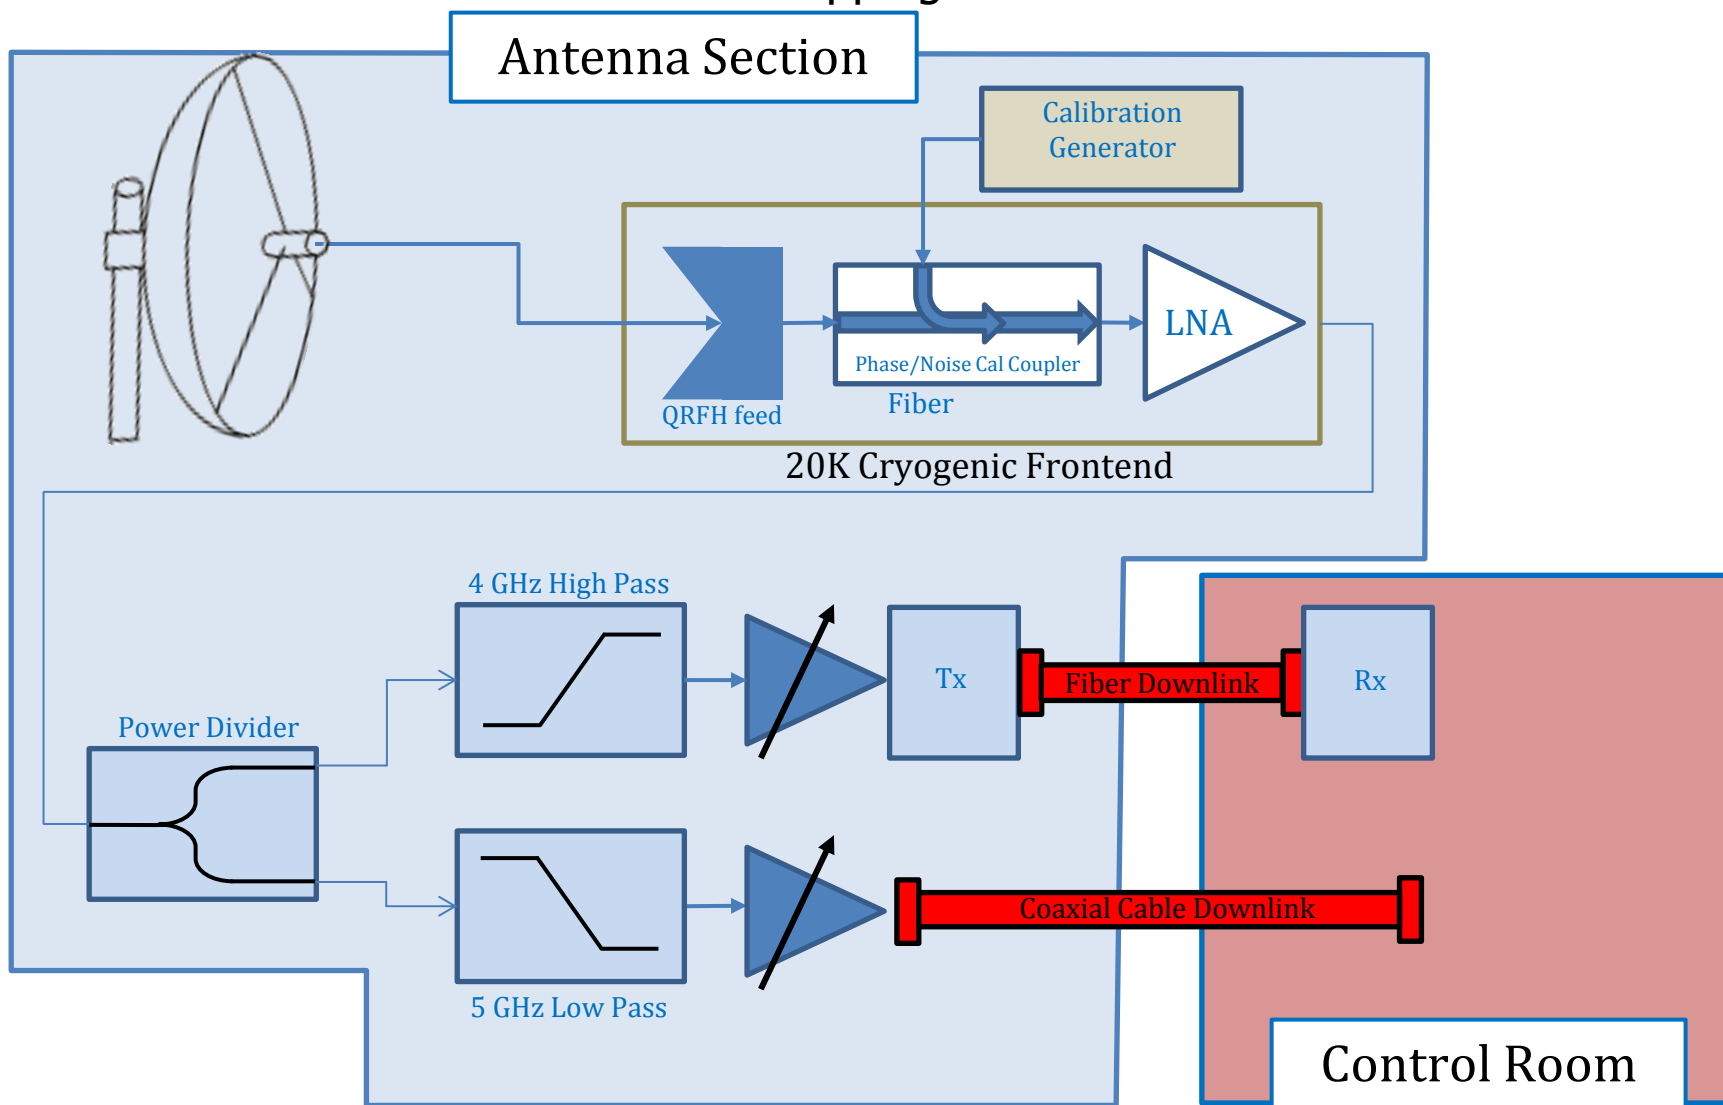 Antenna Section
Calibration
Generator
LNA
Phase/Noise Cal Coupler
QRFH feed
Fiber
20K Cryogenic Frontend
4 GHz High Pass
Tx
Fiber Downlink
Rx
Power Divider
Coaxial Cable Downlink
5 GHz Low Pass
Control Room